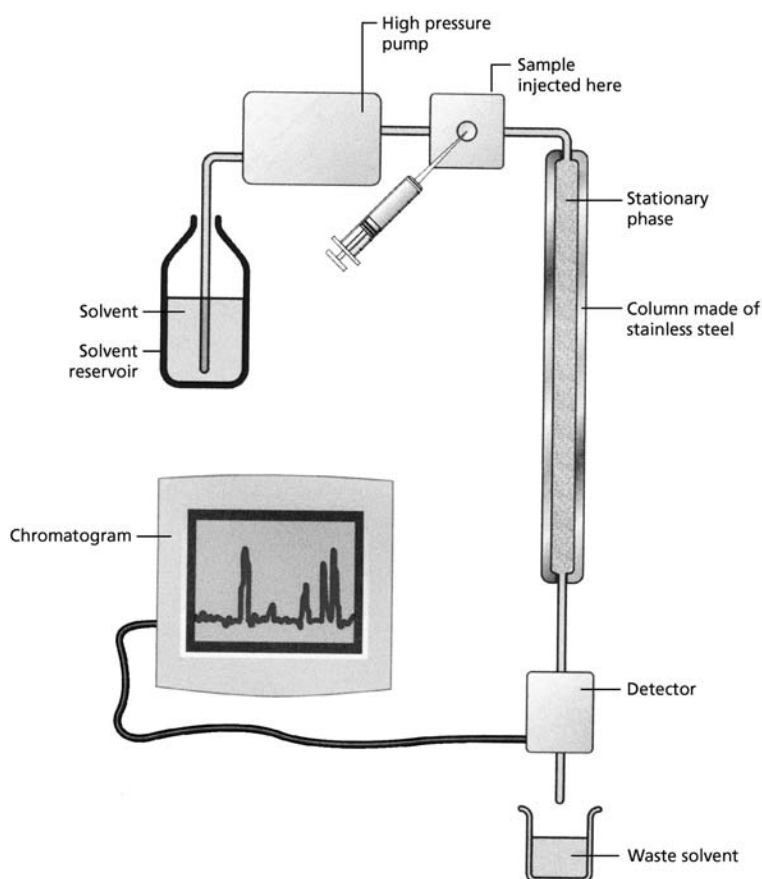 High pressure
pump
Sample
injected here
Stationary
phase
Solvent
Column made of
stainless steel
Solvent
reservoir
Chromatogram
Detector
Waste solvent